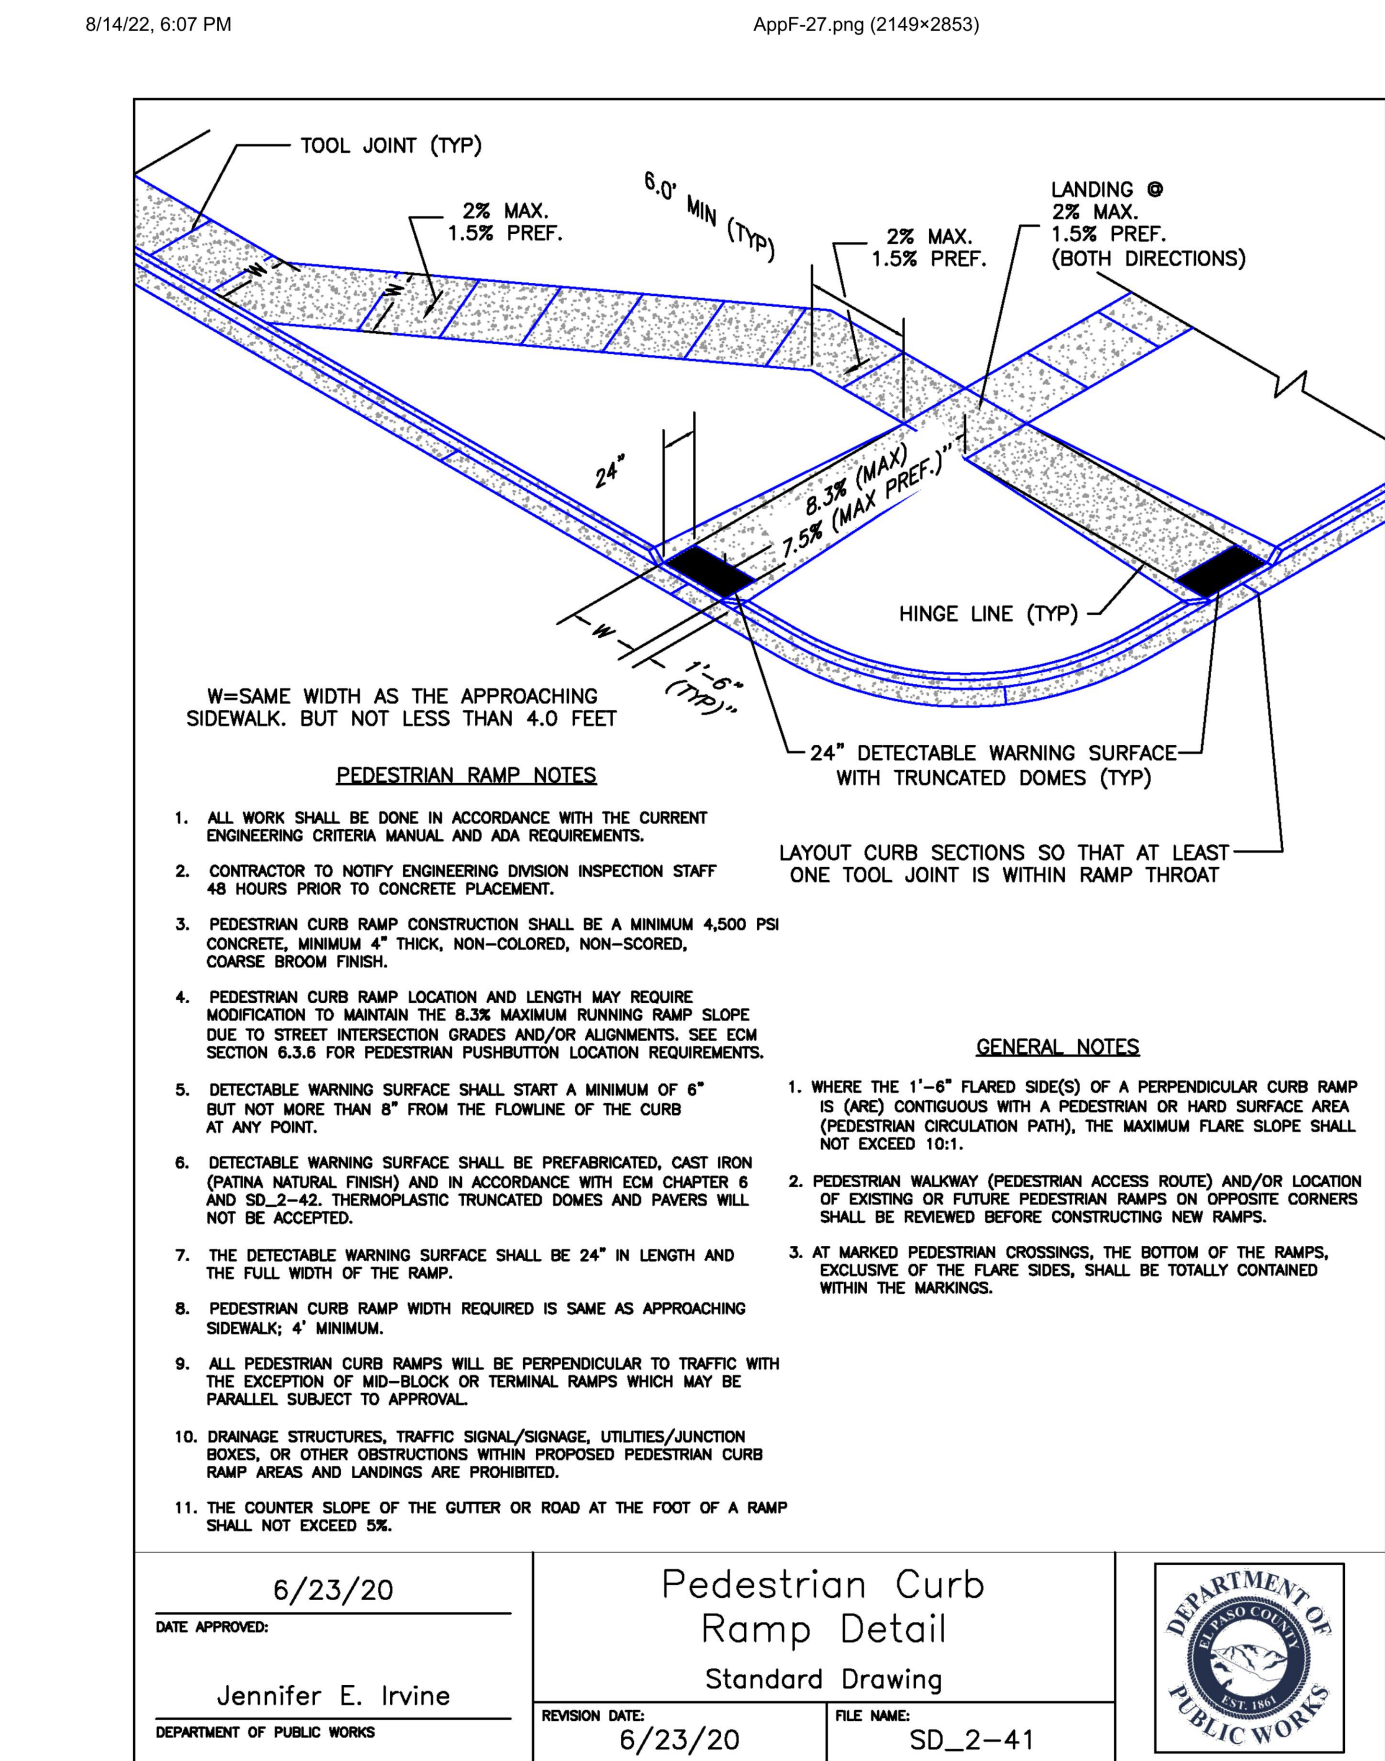 8/14/22, 6:07 PM
AppF-27.png (2149×2853)
TOOL JOINT (TYP)
2% MAX.
1.5% PREF.
6.0' MIN (TYP)
2% MAX.
1.5% PREF.
LANDING @
2% MAX.
1.5% PREF.
(BOTH DIRECTIONS)
W
W
24"
8.3% (MAX)
7.5% (MAX PREF.)"
HINGE LINE (TYP)
W
1'-6"
(TYP)"
W=SAME WIDTH AS THE APPROACHING
SIDEWALK. BUT NOT LESS THAN 4.0 FEET
24" DETECTABLE WARNING SURFACE
WITH TRUNCATED DOMES (TYP)
LAYOUT CURB SECTIONS SO THAT AT LEAST
ONE TOOL JOINT IS WITHIN RAMP THROAT
PEDESTRIAN RAMP NOTES
1. ALL WORK SHALL BE DONE IN ACCORDANCE WITH THE CURRENT
ENGINEERING CRITERIA MANUAL AND ADA REQUIREMENTS.
2. CONTRACTOR TO NOTIFY ENGINEERING DIVISION INSPECTION STAFF
48 HOURS PRIOR TO CONCRETE PLACEMENT.
3. PEDESTRIAN CURB RAMP CONSTRUCTION SHALL BE A MINIMUM 4,500 PSI
CONCRETE, MINIMUM 4" THICK, NON-COLORED, NON-SCORED,
COARSE BROOM FINISH.
4. PEDESTRIAN CURB RAMP LOCATION AND LENGTH MAY REQUIRE
MODIFICATION TO MAINTAIN THE 8.3% MAXIMUM RUNNING RAMP SLOPE
DUE TO STREET INTERSECTION GRADES AND/OR ALIGNMENTS. SEE ECM
SECTION 6.3.6 FOR PEDESTRIAN PUSHBUTTON LOCATION REQUIREMENTS.
5. DETECTABLE WARNING SURFACE SHALL START A MINIMUM OF 6"
BUT NOT MORE THAN 8" FROM THE FLOWLINE OF THE CURB
AT ANY POINT.
6. DETECTABLE WARNING SURFACE SHALL BE PREFABRICATED, CAST IRON
(PATINA NATURAL FINISH) AND IN ACCORDANCE WITH ECM CHAPTER 6
AND SD_2-42. THERMOPLASTIC TRUNCATED DOMES AND PAVERS WILL
NOT BE ACCEPTED.
7. THE DETECTABLE WARNING SURFACE SHALL BE 24" IN LENGTH AND
THE FULL WIDTH OF THE RAMP.
8. PEDESTRIAN CURB RAMP WIDTH REQUIRED IS SAME AS APPROACHING
SIDEWALK; 4' MINIMUM.
9. ALL PEDESTRIAN CURB RAMPS WILL BE PERPENDICULAR TO TRAFFIC WITH
THE EXCEPTION OF MID-BLOCK OR TERMINAL RAMPS WHICH MAY BE
PARALLEL SUBJECT TO APPROVAL.
10. DRAINAGE STRUCTURES, TRAFFIC SIGNAL/SIGNAGE, UTILITIES/JUNCTION
BOXES, OR OTHER OBSTRUCTIONS WITHIN PROPOSED PEDESTRIAN CURB
RAMP AREAS AND LANDINGS ARE PROHIBITED.
11. THE COUNTER SLOPE OF THE GUTTER OR ROAD AT THE FOOT OF A RAMP
SHALL NOT EXCEED 5%.
GENERAL NOTES
1. WHERE THE 1'-6" FLARED SIDE(S) OF A PERPENDICULAR CURB RAMP
IS (ARE) CONTIGUOUS WITH A PEDESTRIAN OR HARD SURFACE AREA
(PEDESTRIAN CIRCULATION PATH), THE MAXIMUM FLARE SLOPE SHALL
NOT EXCEED 10:1.
2. PEDESTRIAN WALKWAY (PEDESTRIAN ACCESS ROUTE) AND/OR LOCATION
OF EXISTING OR FUTURE PEDESTRIAN RAMPS ON OPPOSITE CORNERS
SHALL BE REVIEWED BEFORE CONSTRUCTING NEW RAMPS.
3. AT MARKED PEDESTRIAN CROSSINGS, THE BOTTOM OF THE RAMPS,
EXCLUSIVE OF THE FLARE SIDES, SHALL BE TOTALLY CONTAINED
WITHIN THE MARKINGS.
6/23/20
DATE APPROVED:
Jennifer E. Irvine
DEPARTMENT OF PUBLIC WORKS
Pedestrian Curb
Ramp Detail
Standard Drawing
REVISION DATE:
6/23/20
FILE NAME:
SD_2-41
DEPARTMENT OF
EL PASO COUNTY
EST. 1861
PUBLIC WORKS